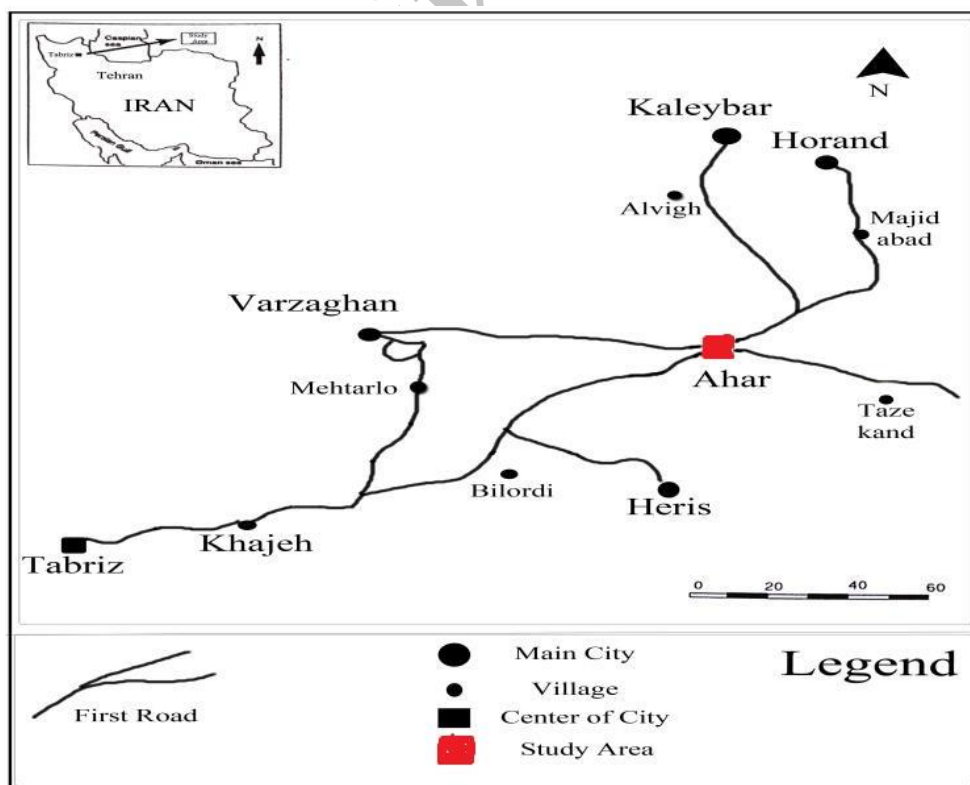 Caspian
sea
Study
Area
N
Tabriz
Tehran
IRAN
Persian Gulf
Oman sea
N
Kaleybar
Horand
Alvigh
Majid
abad
Varzaghan
Ahar
Mehtarlo
Taze
kand
Bilordi
Heris
Khajeh
Tabriz
0 20 40 60
Legend
Main City
Village
First Road
Center of City
Study Area